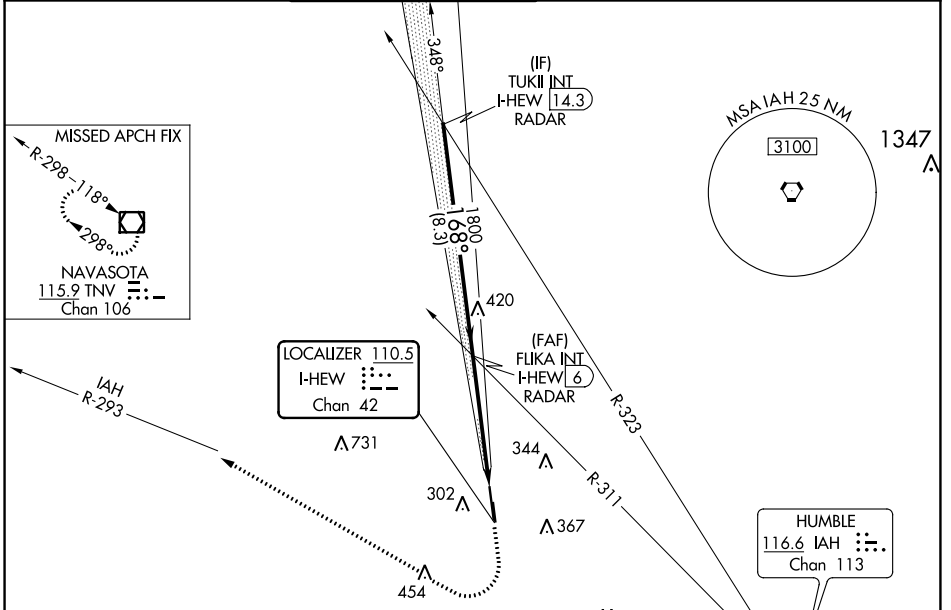 348°
(IF)
TUKII INT
I-HEW 14.3
RADAR
MSA IAH 25 NM
3100
1347
MISSED APCH FIX
R-298
118°
298°
NAVASOTA
115.9 TNV
Chan 106
1800
168°
(8.3)
420
(FAF)
FLIKA INT
I-HEW 6
RADAR
LOCALIZER 110.5
I-HEW
Chan 42
IAH
R-293
731
344
302
367
454
R-323
R-311
HUMBLE
116.6 IAH
Chan 113